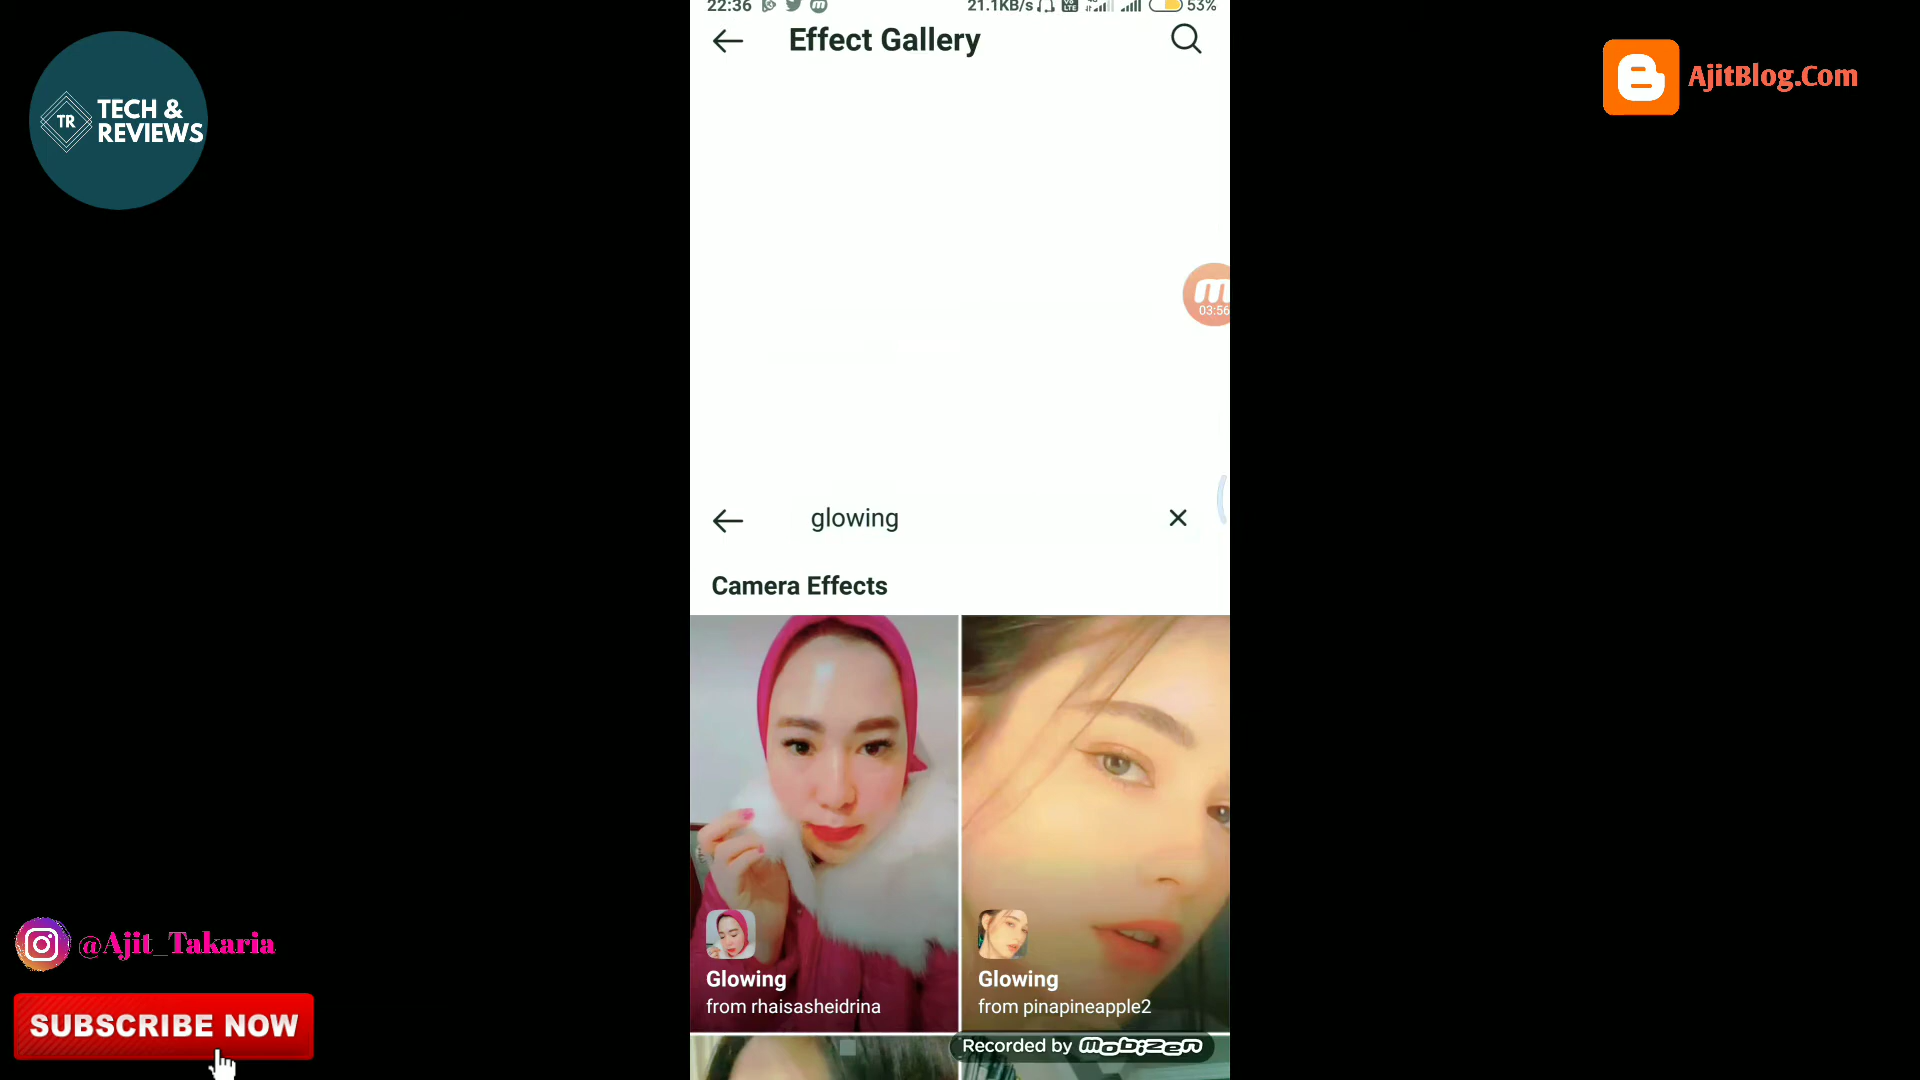 22:36
21.1KB/s
53%
Effect Gallery
TR
TECH &
REVIEWS
AjitBlog.Com
m
03:56
glowing
Camera Effects
Glowing
from rhaisasheidrina
Glowing
from pinapineapple2
@Ajit_Takaria
SUBSCRIBE NOW
Recorded by mobizen